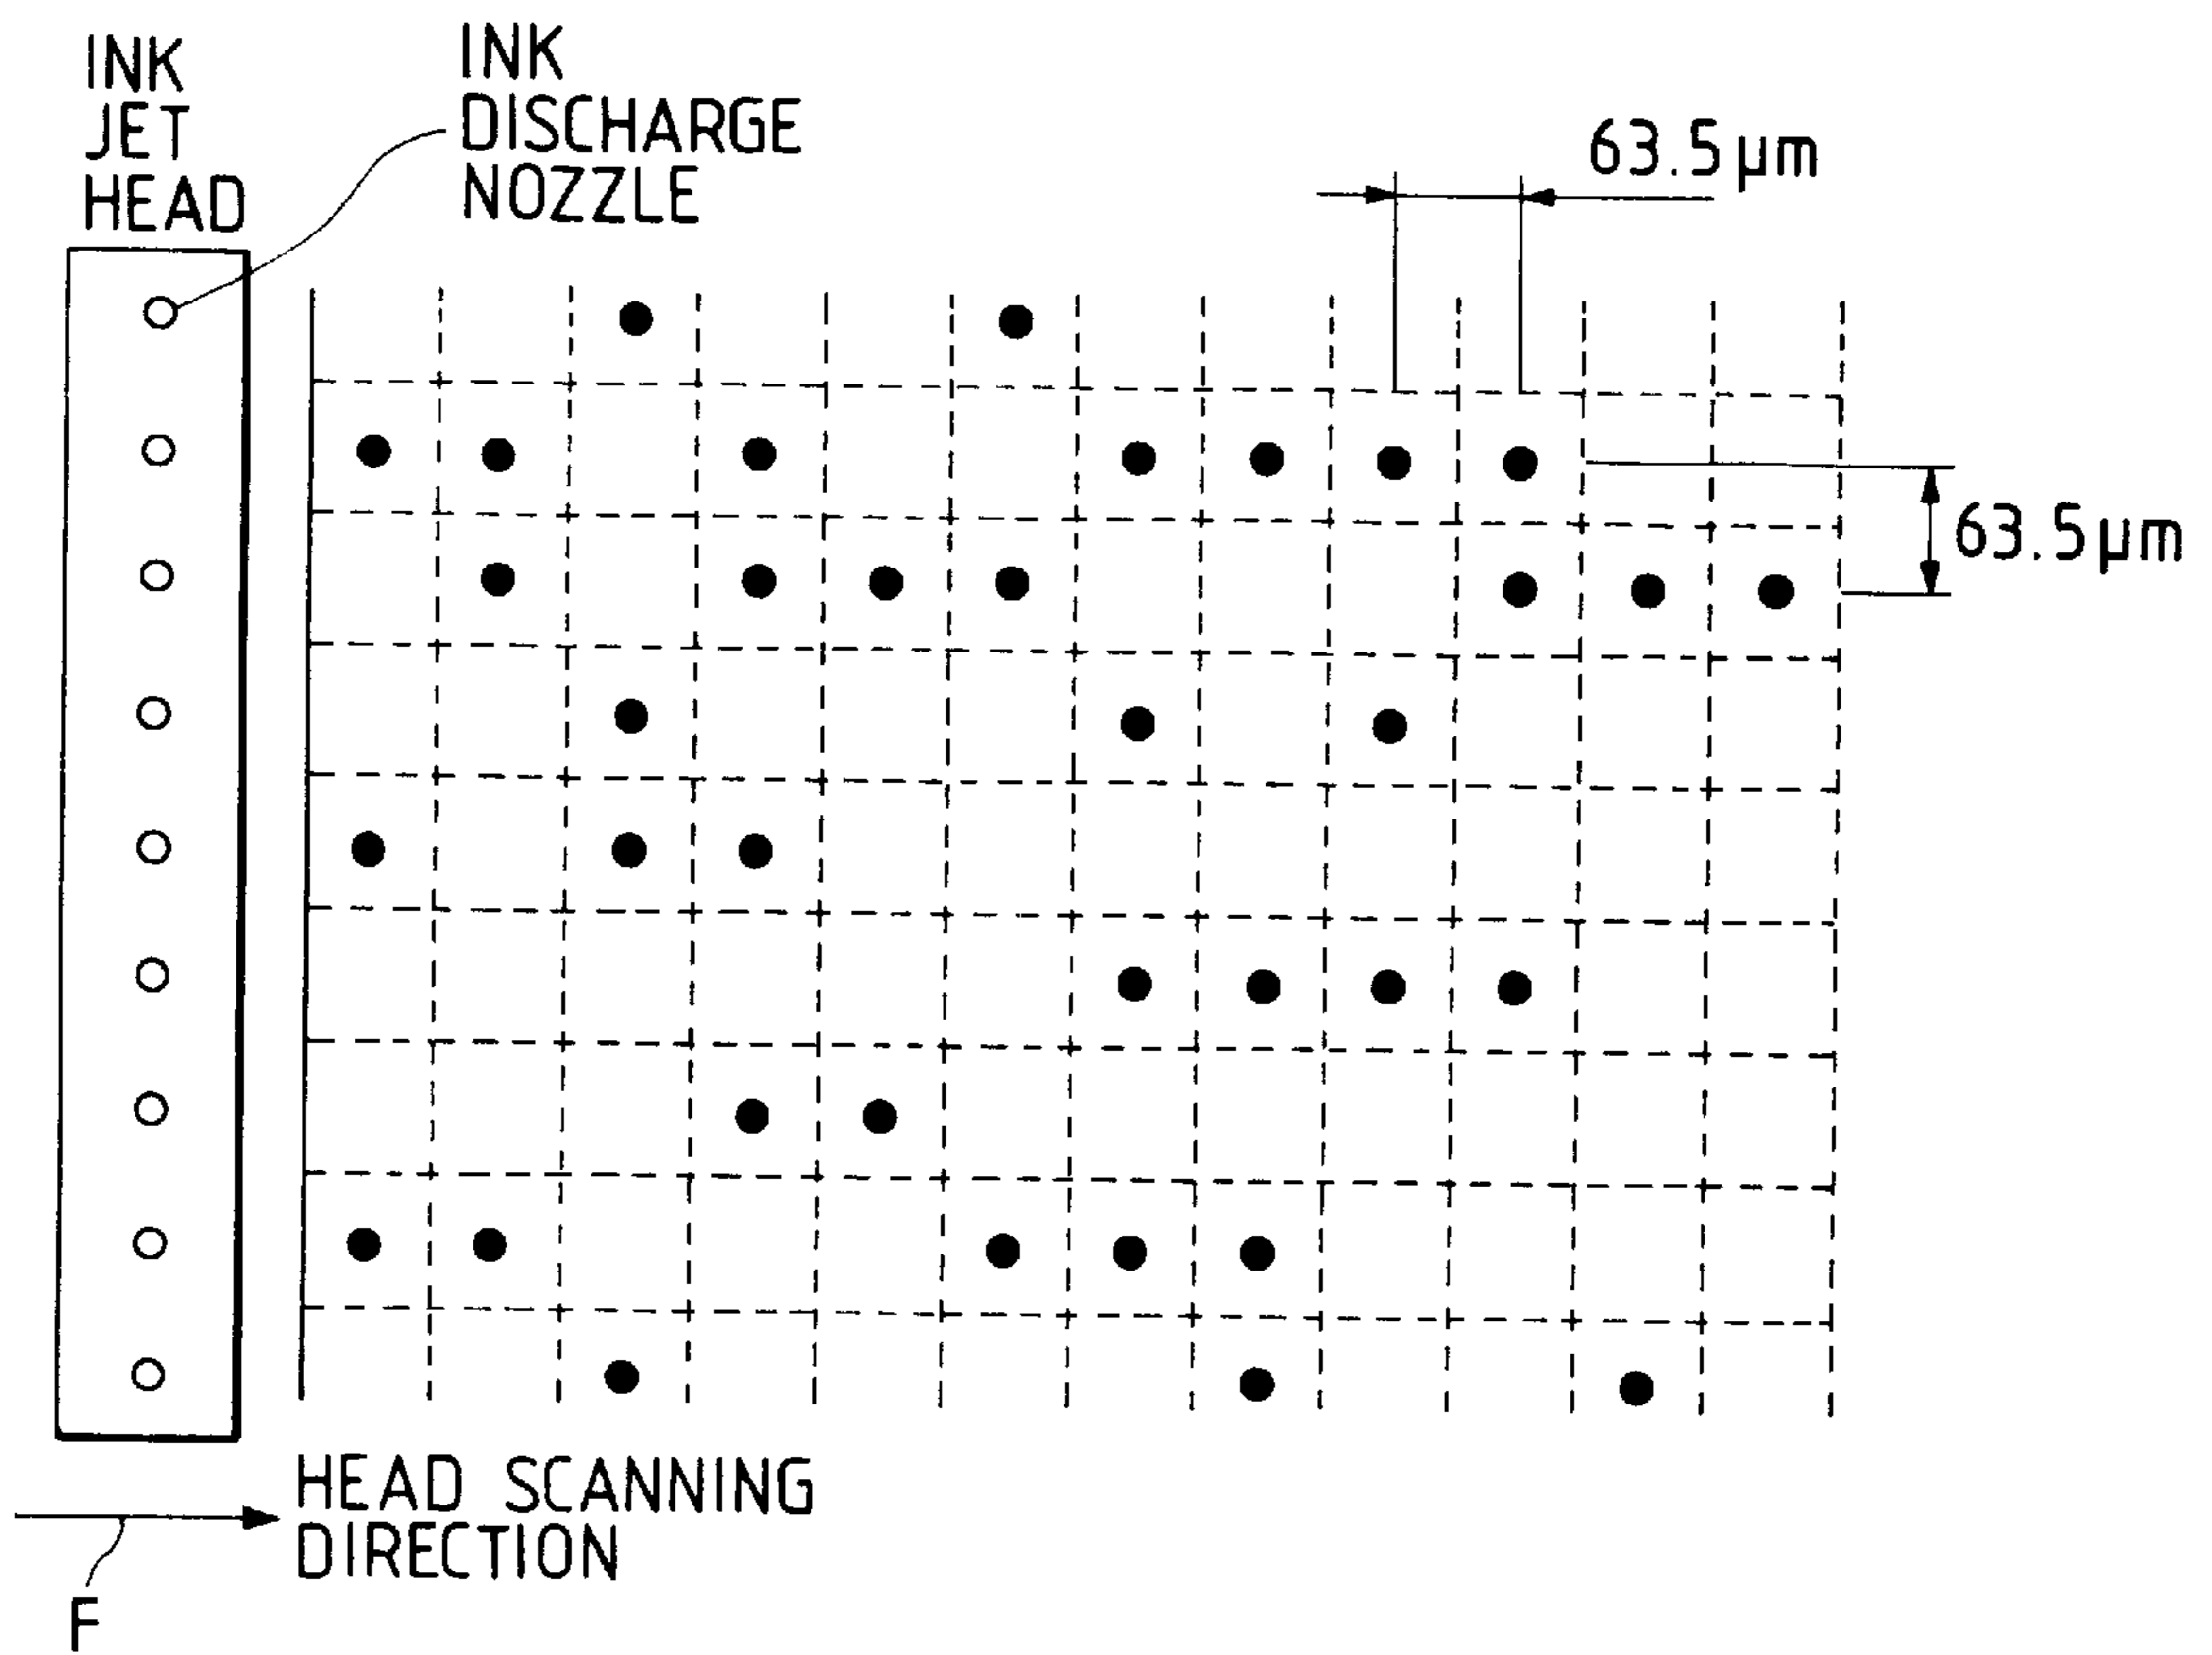 INK
JET
HEAD
INK
DISCHARGE
NOZZLE
63.5µm
63.5µm
HEAD SCANNING
DIRECTION
F